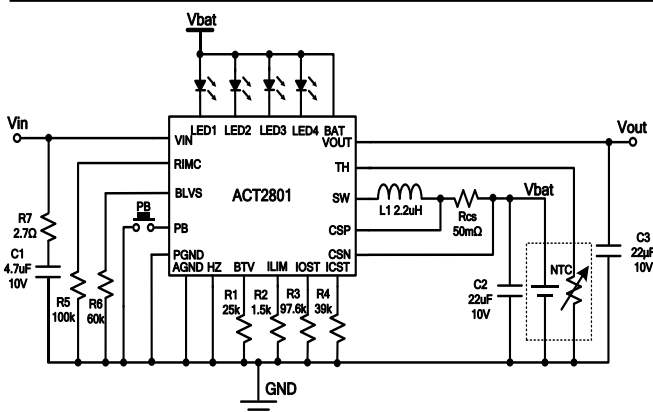 Vbat
Vin
LED1 LED2 LED3 LED4 BAT
VIN
VOUT
Vout
RIMC
TH
BLVS
ACT2801
SW
L1 2.2uH
Rcs
50mΩ
Vbat
PB
PB
CSP
R7
2.7Ω
C1
4.7uF
10V
PGND
CSN
AGND HZ BTV ILIM IOST ICST
NTC
C3
22µF
10V
C2
22uF
10V
R5
100k
R6
60k
R1
25k
R2
1.5k
R3
97.6k
R4
39k
GND